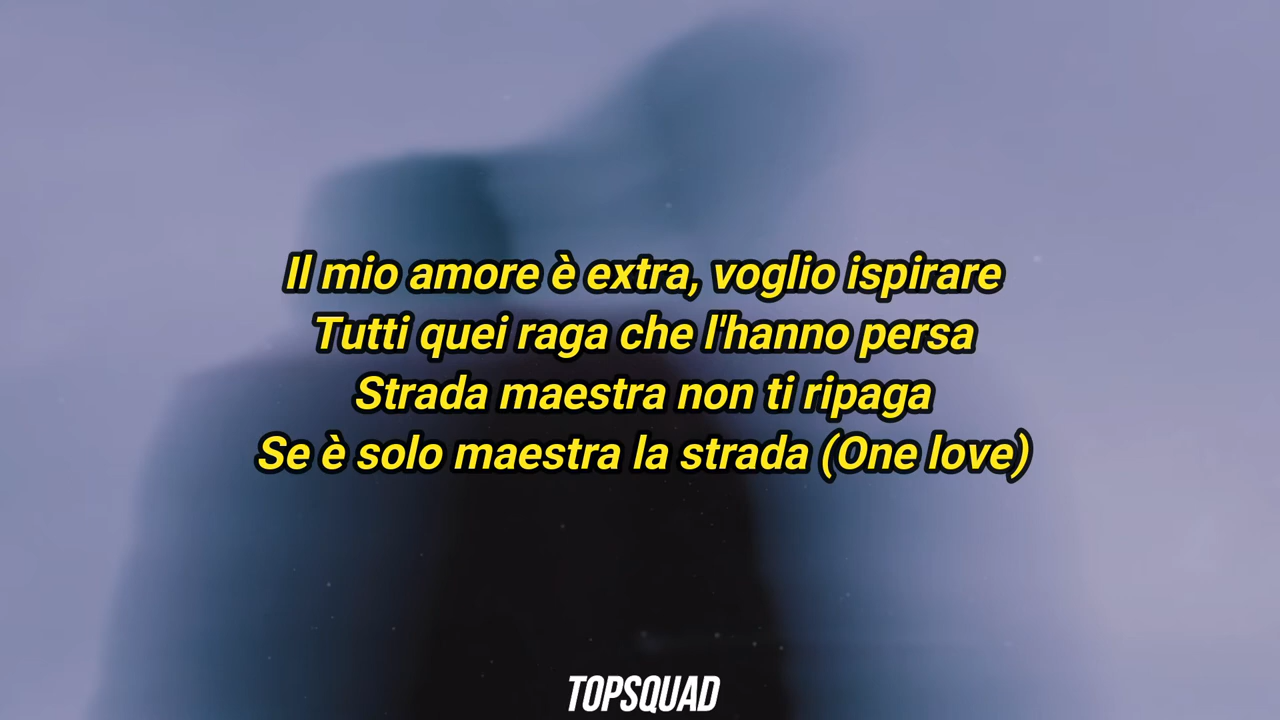 Il mio amore è extra, voglio ispirare
Tutti quei raga che l'hanno persa
Strada maestra non ti ripaga
Se è solo maestra la strada (One love)
TOPSQUAD